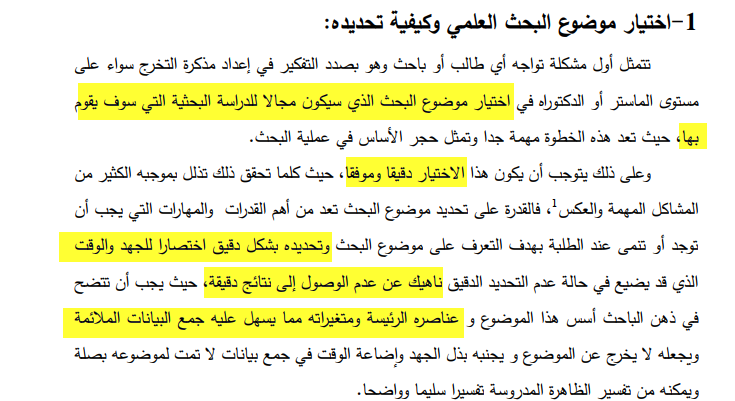 1-اختيار موضوع البحث العلمي وكيفية تحديده:
تتمثل أول مشكلة تواجه أي طالب أو باحث وهو بصدد التفكير في إعداد مذكرة التخرج سواء على
مستوى الماستر أو الدكتوراه في اختيار موضوع البحث الذي سيكون مجالا للدراسة البحثية التي سوف يقوم
بها، حيث تعد هذه الخطوة مهمة جدا وتمثل حجر الأساس في عملية البحث.
وعلى ذلك يتوجب أن يكون هذا الاختيار دقيقا وموفقا، حيث كلما تحقق ذلك تذلل بموجبه الكثير من
المشاكل المهمة والعكس1، فالقدرة على تحديد موضوع البحث تعد من أهم القدرات والمهارات التي يجب أن
توجد أو تنمى عند الطلبة بهدف التعرف على موضوع البحث وتحديده بشكل دقيق اختصارا للجهد والوقت
الذي قد يضيع في حالة عدم التحديد الدقيق ناهيك عن عدم الوصول إلى نتائج دقيقة، حيث يجب أن تتضح
في ذهن الباحث أسس هذا الموضوع و عناصره الرئيسة ومتغيراته مما يسهل عليه جمع البيانات الملائمة
ويجعله لا يخرج عن الموضوع و يجنبه بذل الجهد وإضاعة الوقت في جمع بيانات لا تمت لموضوعه بصلة
ويمكنه من تفسير الظاهرة المدروسة تفسيرا سليما وواضحا.